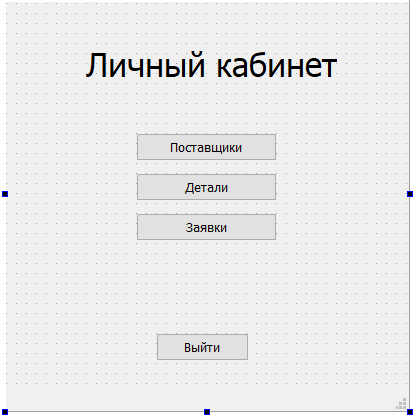 Личный кабинет
Поставщики
Детали
Заявки
Выйти